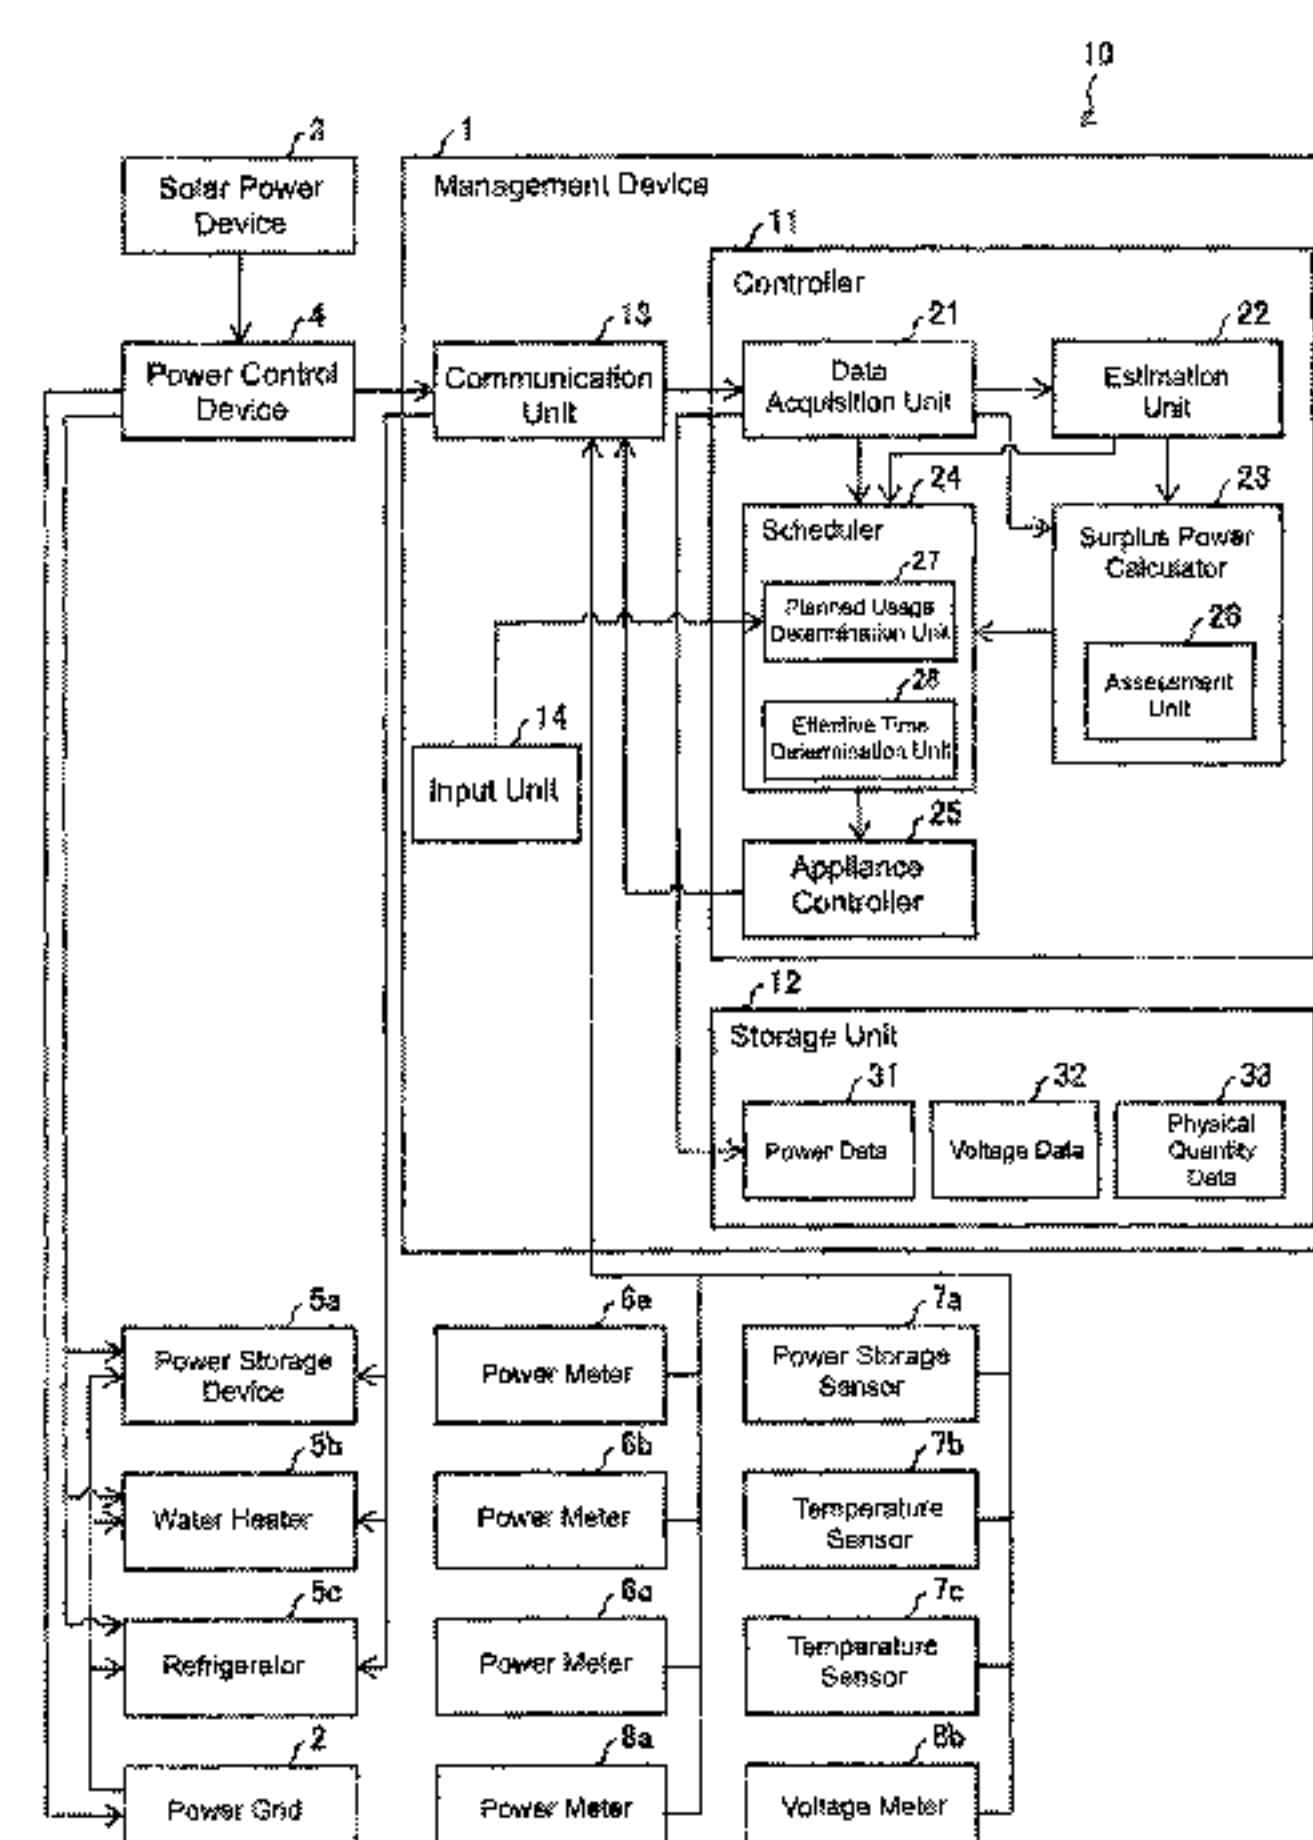 10
3
1
Solar Power
Device
Management Device
11
Controller
4
13
21
22
Power Control
Device
Communication
Unit
Data
Acquisition Unit
Estimation
Unit
24
23
Scheduler
Surplus Power
Calculator
27
Planned Usage
Determination Unit
26
Assessment
Unit
28
Effective Time
Determination Unit
14
Input Unit
25
Appliance
Controller
12
Storage Unit
31
32
33
Power Data
Voltage Data
Physical
Quantity
Data
5a
6a
7a
Power Storage
Device
Power Meter
Power Storage
Sensor
5b
6b
7b
Water Heater
Power Meter
Temperature
Sensor
5c
6c
7c
Refrigerator
Power Meter
Temperature
Sensor
2
8a
8b
Power Grid
Power Meter
Voltage Meter